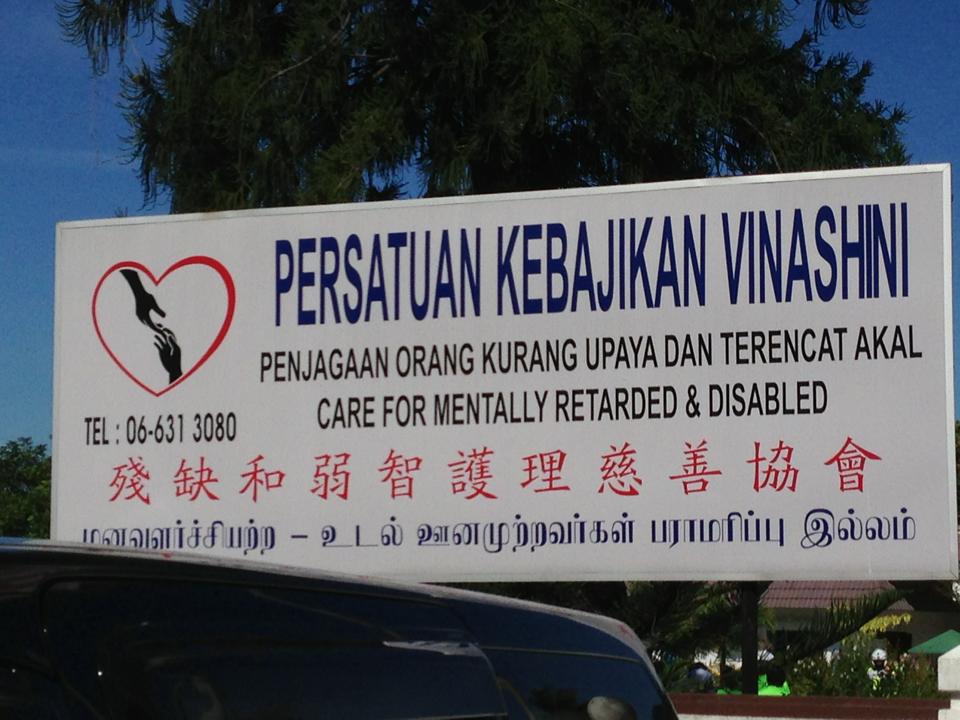 PERSATUAN KEBAJIKAN VINASHINI
PENJAGAAN ORANG KURANG UPAYA DAN TERENCAT AKAL
CARE FOR MENTALLY RETARDED & DISABLED
TEL : 06-631 3080
殘缺和弱智護理慈善協會
மனவளர்ச்சியற்ற – உடல் ஊனமுற்றவர்கள் பராமரிப்பு இல்லம்